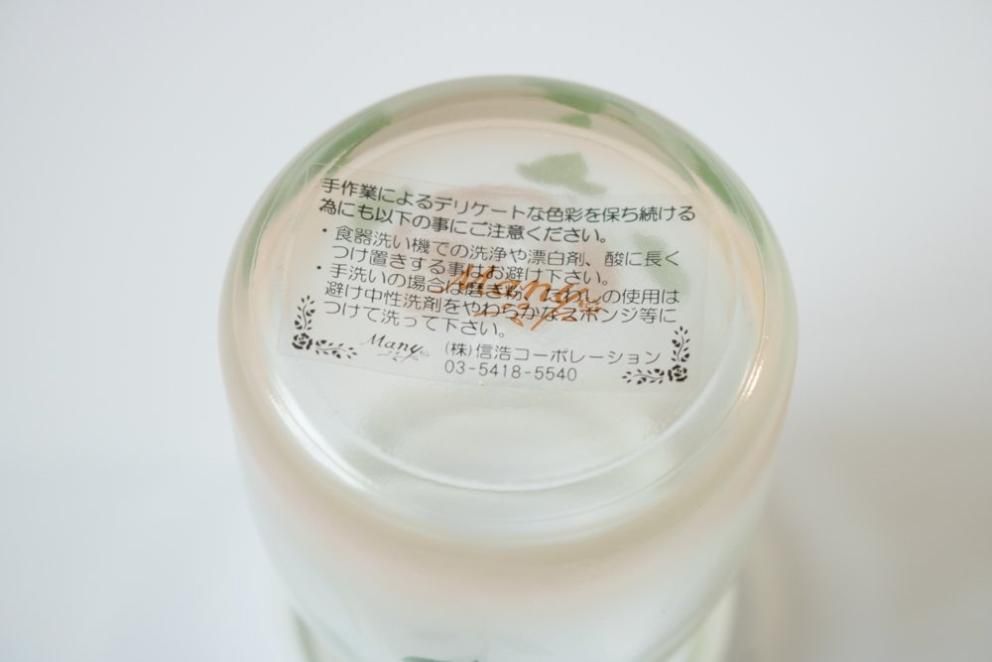 手作業によるデリケートな色彩を保ち続ける
為にも以下の事にご注意ください。
・食器洗い機での洗浄や漂白剤、酸に長く
つけ置きする事はお避け下さい。
・手洗いの場合は磨き粉、たわしの使用は
避け中性洗剤をやわらかなスポンジ等に
つけて洗って下さい。
Many
Many (株)信浩コーポレーション
03-5418-5540